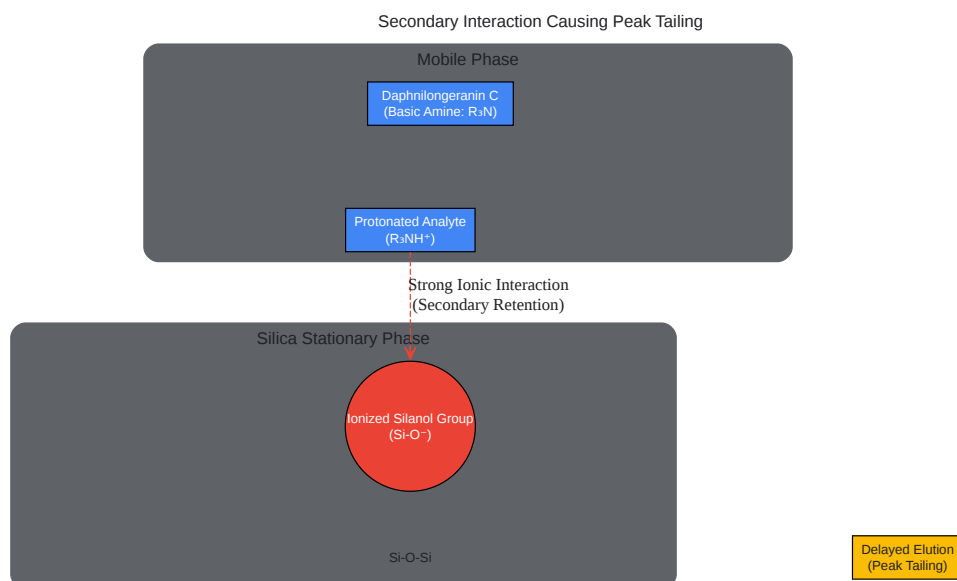 Secondary Interaction Causing Peak Tailing
Mobile Phase
Daphnilongeranin C
(Basic Amine: R₃N)
Protonated Analyte
(R₃NH⁺)
Strong Ionic Interaction
(Secondary Retention)
Silica Stationary Phase
Ionized Silanol Group
(Si-O⁻)
Si-O-Si
Delayed Elution
(Peak Tailing)